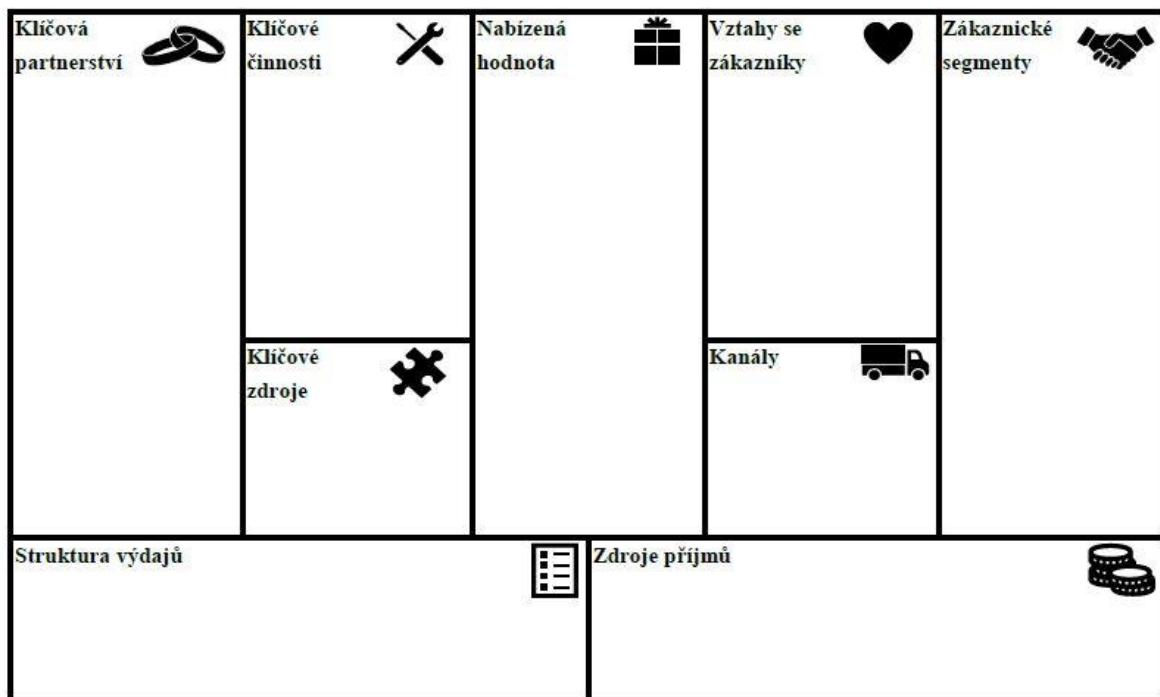 Klíčová
partnerství
Klíčové
činnosti
Nabízená
hodnota
Vztahy se
zákazníky
Zákaznické
segmenty
Klíčové
zdroje
Kanály
Struktura výdajů
Zdroje příjmů